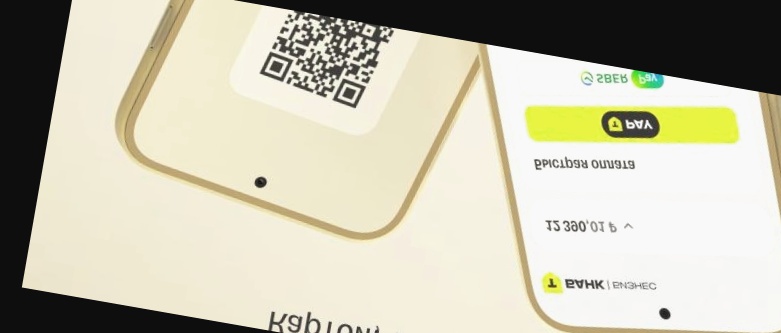 БАНК | БИЗНЕС
12 390,01 ₽
Быстрая оплата
T PAY
SBER Pay